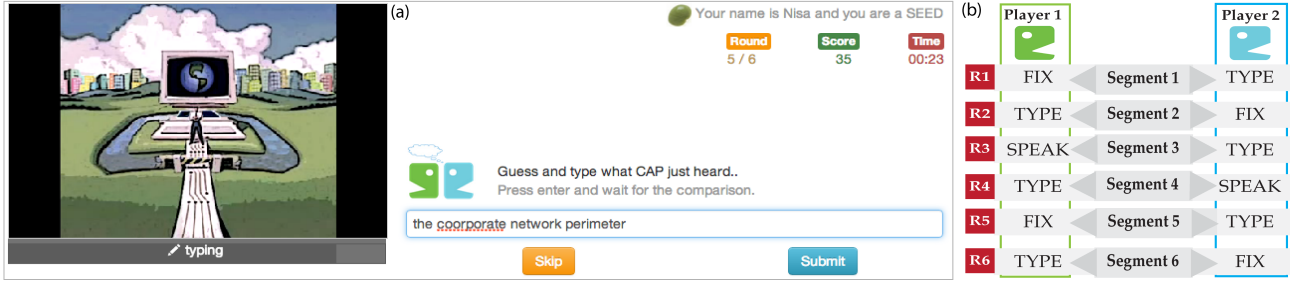 (a)
Your name is Nisa and you are a SEED
Round Score Time
5 / 6 35 00:23
Guess and type what CAP just heard..
Press enter and wait for the comparison.
the coorporate network perimeter
typing
Skip Submit
(b)
Player 1 Player 2
R1 FIX Segment 1 TYPE
R2 TYPE Segment 2 FIX
R3 SPEAK Segment 3 TYPE
R4 TYPE Segment 4 SPEAK
R5 FIX Segment 5 TYPE
R6 TYPE Segment 6 FIX